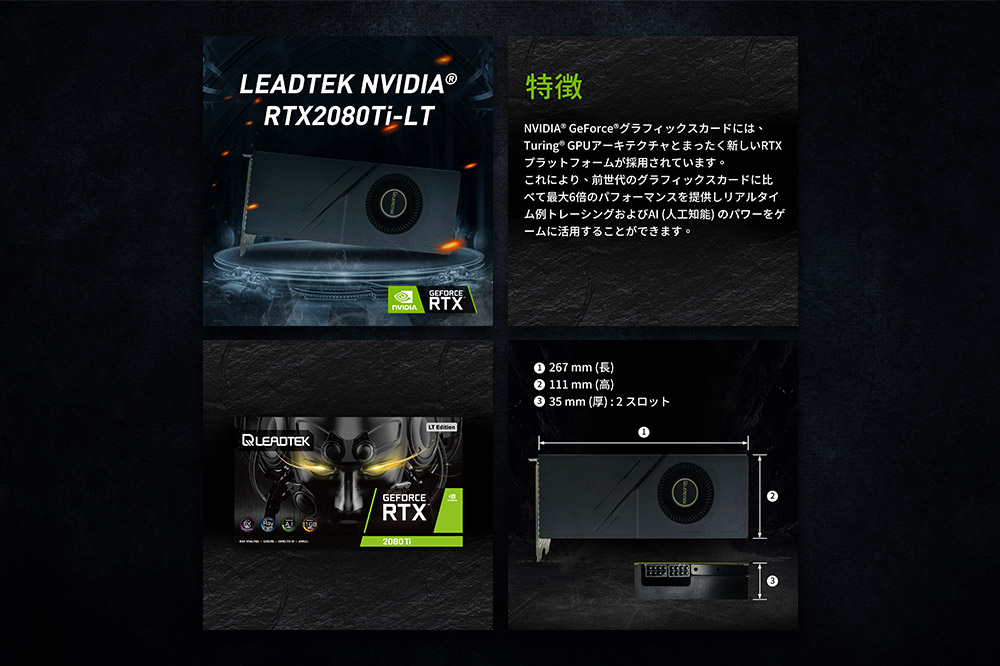 LEADTEK NVIDIA®
RTX2080Ti-LT
NVIDIA
GEFORCE
RTX
特徴
NVIDIA® GeForce®グラフィックスカードには、
Turing® GPUアーキテクチャとまったく新しいRTX
プラットフォームが採用されています。
これにより、前世代のグラフィックスカードに比
べて最大6倍のパフォーマンスを提供しリアルタイ
ム例トレーシングおよびAI (人工知能) のパワーをゲ
ームに活用することができます。
LT Edition
LEADTEK
GEFORCE
RTX
2080 Ti
1 267 mm (長)
2 111 mm (高)
3 35 mm (厚) : 2 スロット
1
2
3